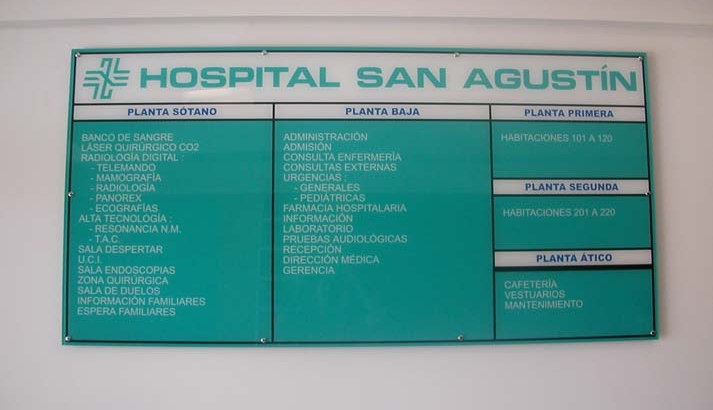 HOSPITAL SAN AGUSTÍN
PLANTA SÓTANO
BANCO DE SANGRE
LÁSER QUIRÚRGICO CO2
RADIOLOGÍA DIGITAL :
- TELEMANDO
- MAMOGRAFÍA
- RADIOLOGÍA
- PANOREX
- ECOGRAFÍAS
ALTA TECNOLOGÍA :
- RESONANCIA N.M.
- T.A.C.
SALA DESPERTAR
U.C.I.
SALA ENDOSCOPIAS
ZONA QUIRÚRGICA
SALA DE DUELOS
INFORMACIÓN FAMILIARES
ESPERA FAMILIARES
PLANTA BAJA
ADMINISTRACIÓN
ADMISIÓN
CONSULTA ENFERMERÍA
CONSULTAS EXTERNAS
URGENCIAS :
- GENERALES
- PEDIÁTRICAS
FARMACIA HOSPITALARIA
INFORMACIÓN
LABORATORIO
PRUEBAS AUDIOLÓGICAS
RECEPCIÓN
DIRECCIÓN MÉDICA
GERENCIA
PLANTA PRIMERA
HABITACIONES 101 A 120
PLANTA SEGUNDA
HABITACIONES 201 A 220
PLANTA ÁTICO
CAFETERÍA
VESTUARIOS
MANTENIMIENTO